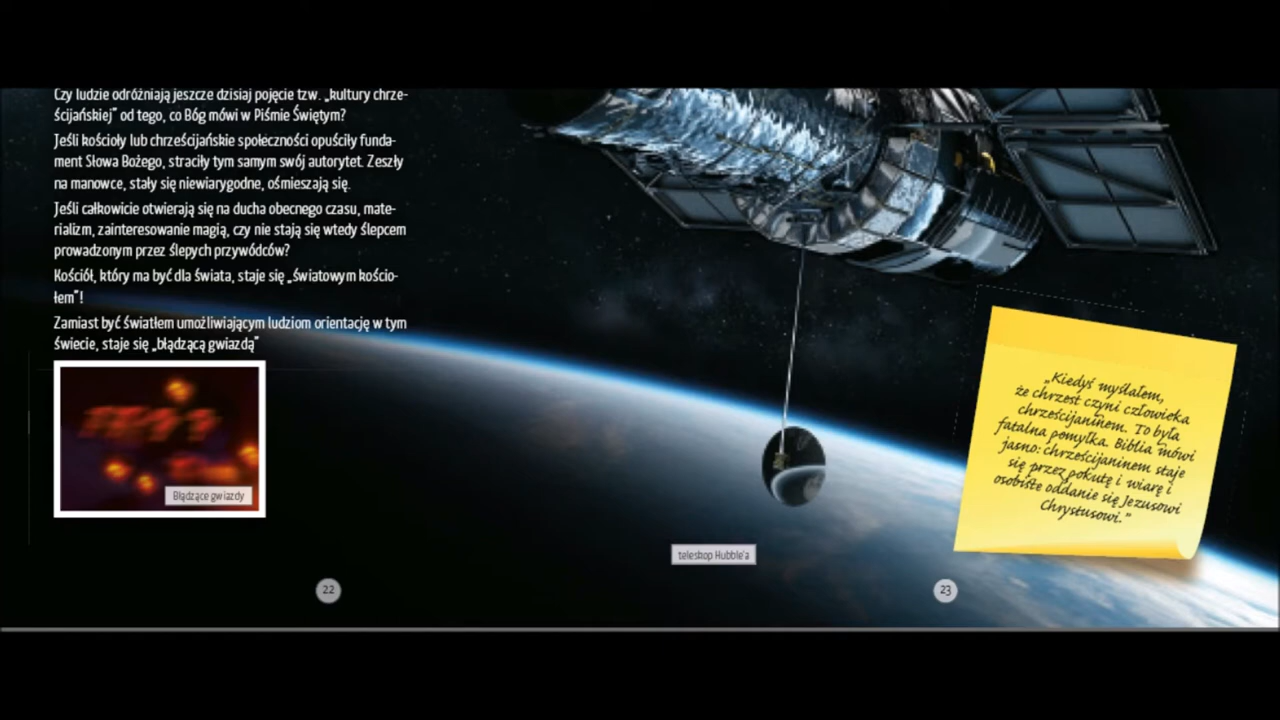 Czy ludzie odróżniają jeszcze dzisiaj pojęcie tzw. „kultury chrze-
ścijańskiej” od tego, co Bóg mówi w Piśmie Świętym?
Jeśli kościoły lub chrześcijańskie społeczności opuściły funda-
ment Słowa Bożego, straciły tym samym swój autorytet. Zeszły
na manowce, stały się niewiarygodne, ośmieszają się.
Jeśli całkowicie otwierają się na ducha obecnego czasu, mate-
rializm, zainteresowanie magią, czy nie stają się wtedy ślepcem
prowadzonym przez ślepych przywódców?
Kościół, który ma być dla świata, staje się „światowym kościo-
łem”!
Zamiast być światłem umożliwiającym ludziom orientację w tym
świecie, staje się „błądzącą gwiazdą”
Błądzące gwiazdy
22
teleskop Hubble'a
„Kiedyś myślałem,
że chrzest czyni człowieka
chrześcijaninem. To była
fatalna pomyłka. Biblia mówi
jasno: chrześcijaninem staje
się przez pokutę i wiarę i
osobiste oddanie się Jezusowi
Chrystusowi.”
23